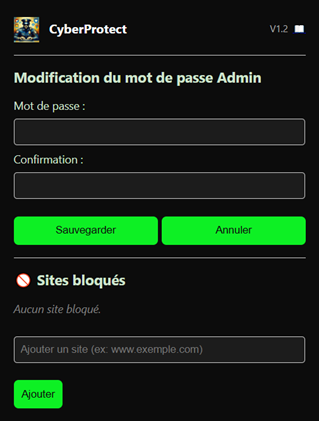 CyberProtect
V1.2
Modification du mot de passe Admin
Mot de passe :
Confirmation :
Sauvegarder
Annuler
Sites bloqués
Aucun site bloqué.
Ajouter un site (ex: www.exemple.com)
Ajouter